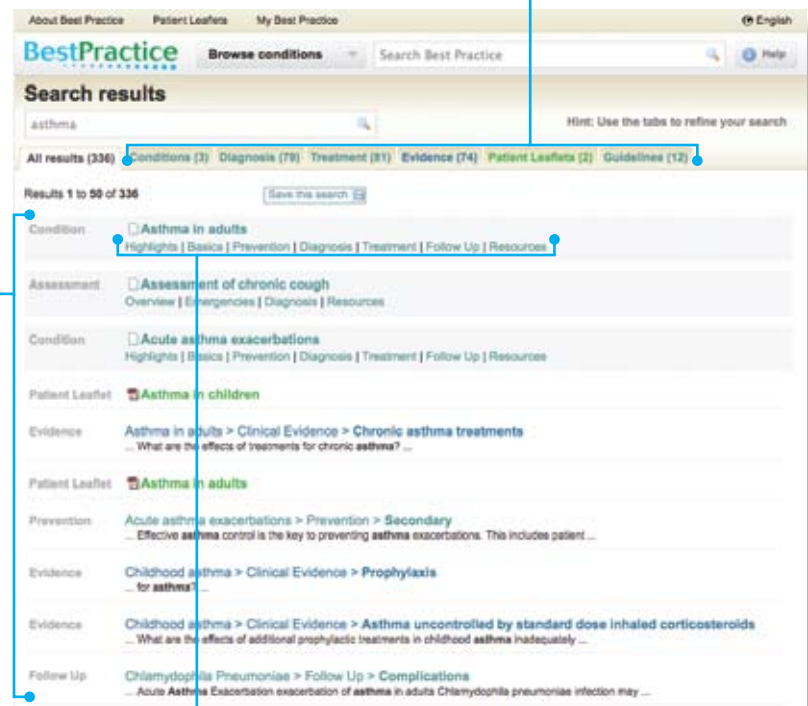 About Best Practice Patient Leaflets My Best Practice English
BestPractice Browse conditions Search Best Practice Help
Search results
asthma Hint: Use the tabs to refine your search
All results (336) Conditions (3) Diagnosis (79) Treatment (81) Evidence (74) Patient Leaflets (2) Guidelines (12)
Results 1 to 50 of 336 Save this search
Condition Asthma in adults
Highlights | Basics | Prevention | Diagnosis | Treatment | Follow Up | Resources
Assessment Assessment of chronic cough
Overview | Emergencies | Diagnosis | Resources
Condition Acute asthma exacerbations
Highlights | Basics | Prevention | Diagnosis | Treatment | Follow Up | Resources
Patient Leaflet Asthma in children
Evidence Asthma in adults > Clinical Evidence > Chronic asthma treatments
... What are the effects of treatments for chronic asthma? ...
Patient Leaflet Asthma in adults
Prevention Acute asthma exacerbations > Prevention > Secondary
... Effective asthma control is the key to preventing asthma exacerbations. This includes patient ...
Evidence Childhood asthma > Clinical Evidence > Prophylaxis
... for asthma? ...
Evidence Childhood asthma > Clinical Evidence > Asthma uncontrolled by standard dose inhaled corticosteroids
... What are the effects of additional prophylactic treatments in childhood asthma inadequately ...
Follow Up Chlamydophila Pneumoniae > Follow Up > Complications
... Acute Asthma Exacerbation exacerbation of asthma in adults Chlamydophila pneumoniae infection may ...